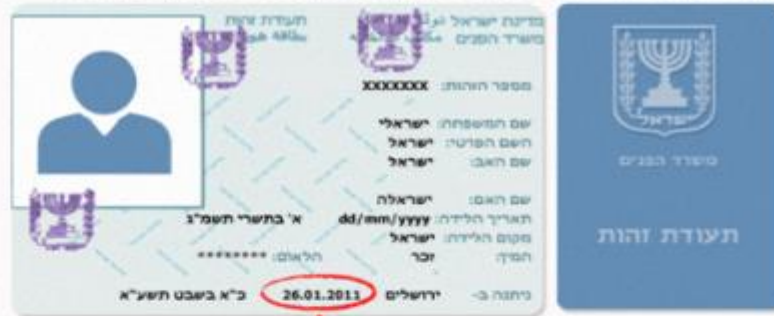 מדינת ישראל
משרד הפנים
תעודת זהות
מספר הזהות: XXXXXXX
שם המשפחה: ישראלי
השם הפרטי: ישראל
שם האב: ישראל
שם האם: ישראלה
תאריך הלידה: dd/mm/yyyy א' בתשרי תשמ"ג
מקום הלידה: ישראל
המין: זכר הלאום: ********
ניתנה ב- ירושלים 26.01.2011 כ"א בשבט תשע"א
ישראל
משרד הפנים
תעודת זהות